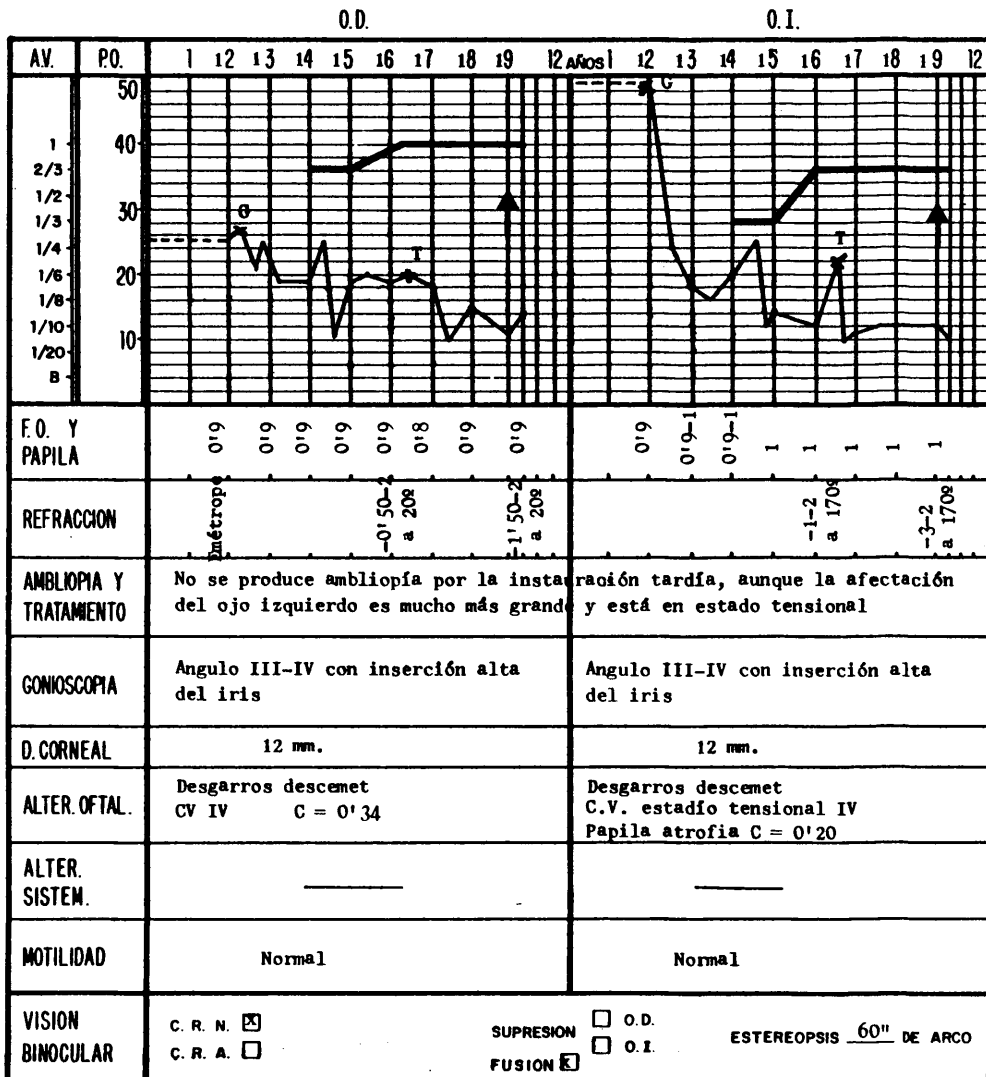 O.D. O.I.
A.V. P.O. 1 12 13 14 15 16 17 18 19 12 AÑOS 1 12 13 14 15 16 17 18 19 12
50
1 40
2/3
1/2
1/3 30
1/4
1/6 20
1/8
1/10 10
1/20
B
G T G T
F.O. Y PAPILA 0'9 0'9 0'9 0'9 0'9 0'8 0'9 0'9 0'9 0'9-1 0'9-1 1 1 1 1 1
REFRACCION Emétrope -0'50-2 a 20º -1'50-2 a 20º -1-2 a 170º -3-2 a 170º
AMBLIOPIA Y TRATAMIENTO
No se produce ambliopía por la instauración tardía, aunque la afectación
del ojo izquierdo es mucho más grande y está en estado tensional
GONIOSCOPIA
Angulo III-IV con inserción alta
del iris
Angulo III-IV con inserción alta
del iris
D. CORNEAL 12 mm. 12 mm.
ALTER. OFTAL.
Desgarros descemet
CV IV C = 0'34
Desgarros descemet
C.V. estadío tensional IV
Papila atrofia C = 0'20
ALTER.
SISTEM.
MOTILIDAD Normal Normal
VISION
BINOCULAR
C. R. N. X
C. R. A.
SUPRESION O.D.
O.I.
FUSION X
ESTEREOPSIS 60" DE ARCO